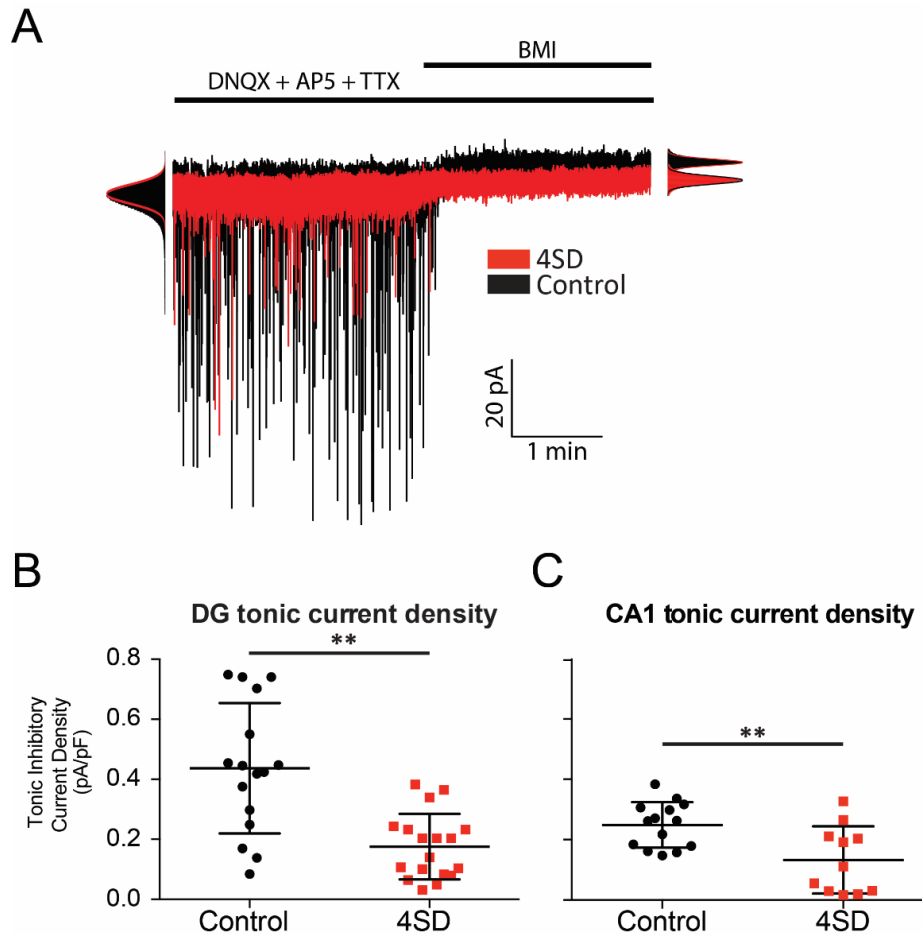 A
BMI
DNQX + AP5 + TTX
4SD
Control
20 pA
1 min
B
C
DG tonic current density
CA1 tonic current density
**
**
Tonic Inhibitory
Current Density
(pA/pF)
0.8
0.6
0.4
0.2
0.0
Control
4SD
Control
4SD